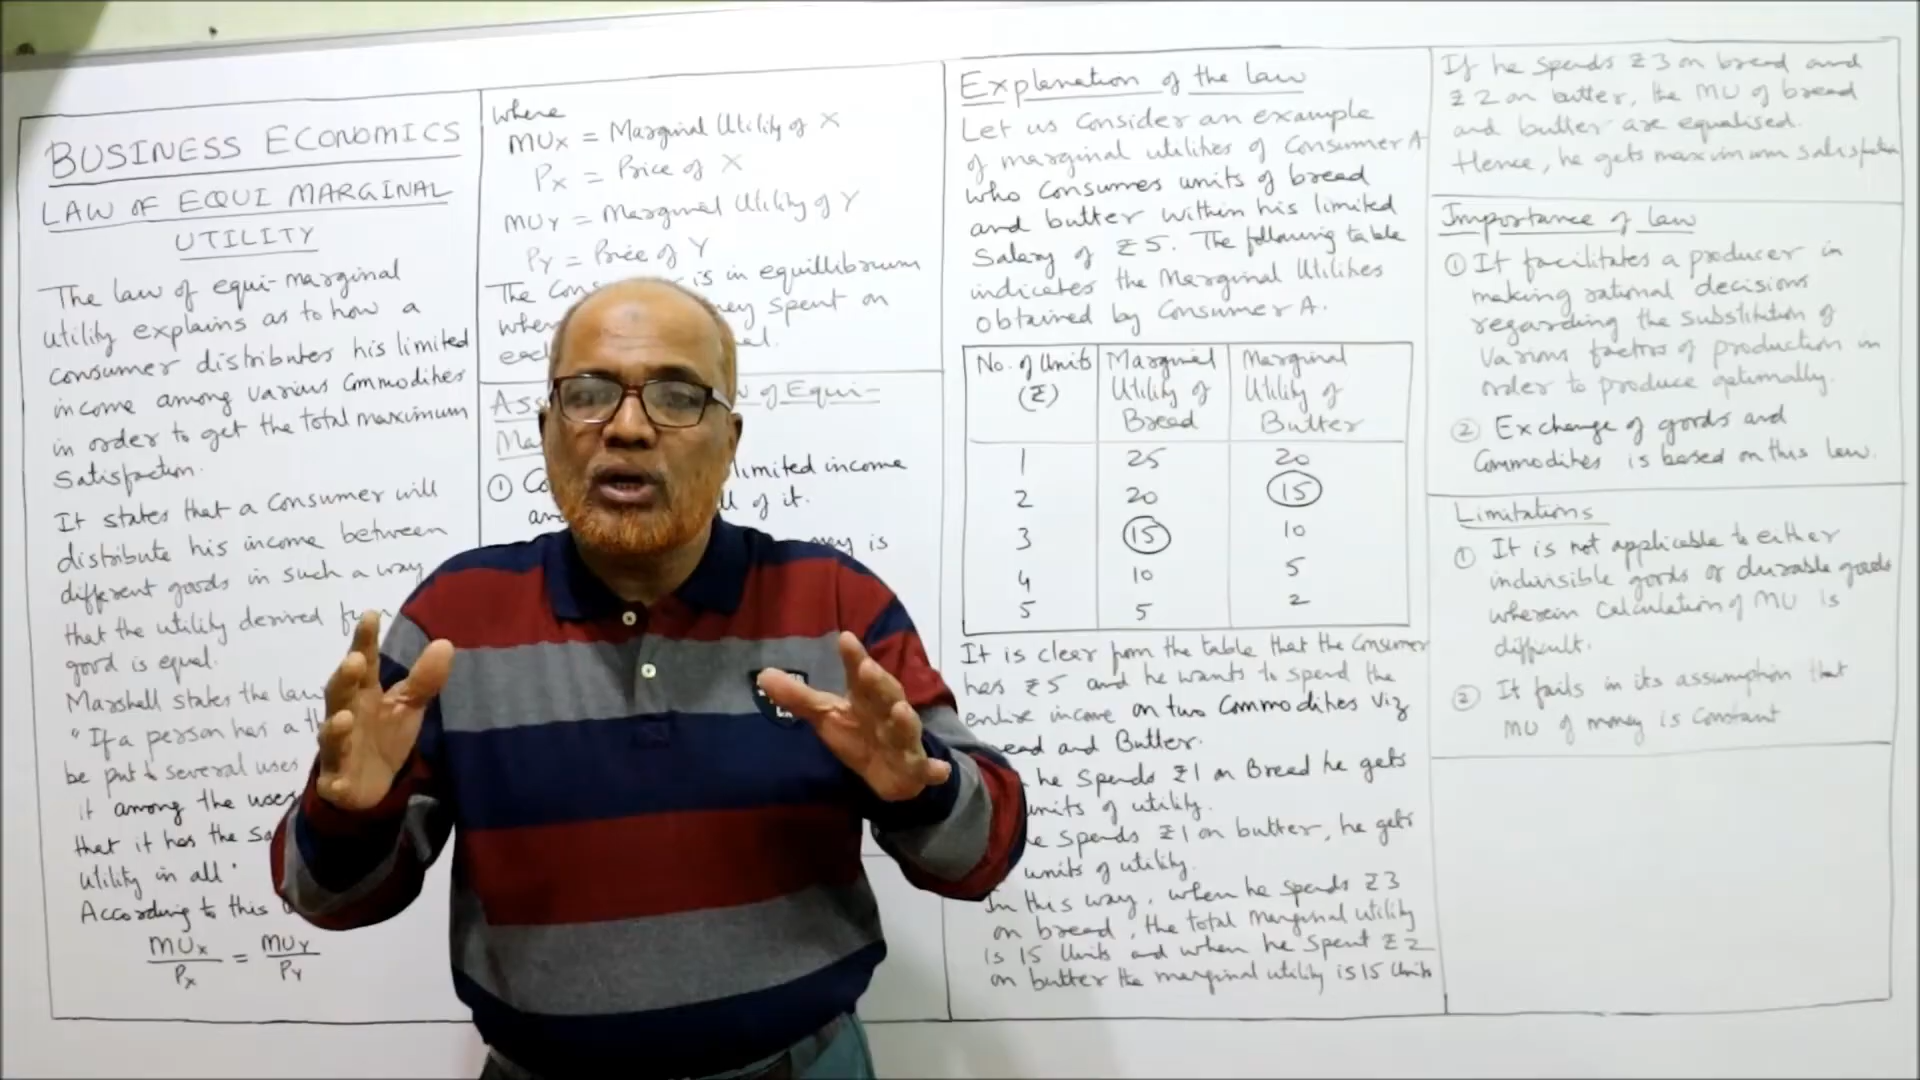 BUSINESS ECONOMICS
LAW OF EQUI MARGINAL
UTILITY
The law of equi-marginal
utility explains as to how a
consumer distributes his limited
income among various Commodities
in order to get the total maximum
Satisfaction.
It states that a Consumer will
distribute his income between
different goods in such a way
that the utility derived from
good is equal.
Marshell states the law
"If a person has a
be put several uses
it among the uses
that it has the
Utility in all"
According to this
MUx/Px = MUy/Py
where
MUx = Marginal Utility of X
Px = Price of X
MUY = Marginal Utility of Y
PY = Price of Y
The is in equillibrium
when spent on
of Equi-
limited income
and of it.
is
Explanation of the law
Let us Consider an example
of marginal utilities of Consumer A
who Consumes units of bread
and butter within his limited
Salary of ₹5. The following table
indicates the Marginal Utilities
Obtained by Consumer A.
No. of Units (₹) Marginal Utility of Bread Marginal Utility of Butter
1 25 20
2 20 15
3 15 10
4 10 5
5 5 2
It is clear from the table that the Consumer
has ₹5 and he wants to spend the
entire income on two Commodities Viz
and Butter.
he Spends ₹1 on Bread he gets
units of utility.
Spends ₹1 on butter, he gets
units of utility.
In this way, when he spends ₹3
on bread, the total marginal utility
is 15 Units and when he Spent ₹2
on butter the marginal utility is 15 Units
If he Spends ₹3 on bread and
₹2 on butter, the MU of bread
and butter are equalised.
Hence, he gets maximum satisfaction
Importance of law
① It facilitates a producer in
making rational decisions
regarding the substitution of
Various factors of production in
order to produce optimally.
② Exchange of goods and
Commodities is based on this law.
Limitations
① It is not applicable to either
indivisible goods or durable goods
wherein Calculation of MU is
difficult.
② It fails in its assumption that
MU of money is Constant